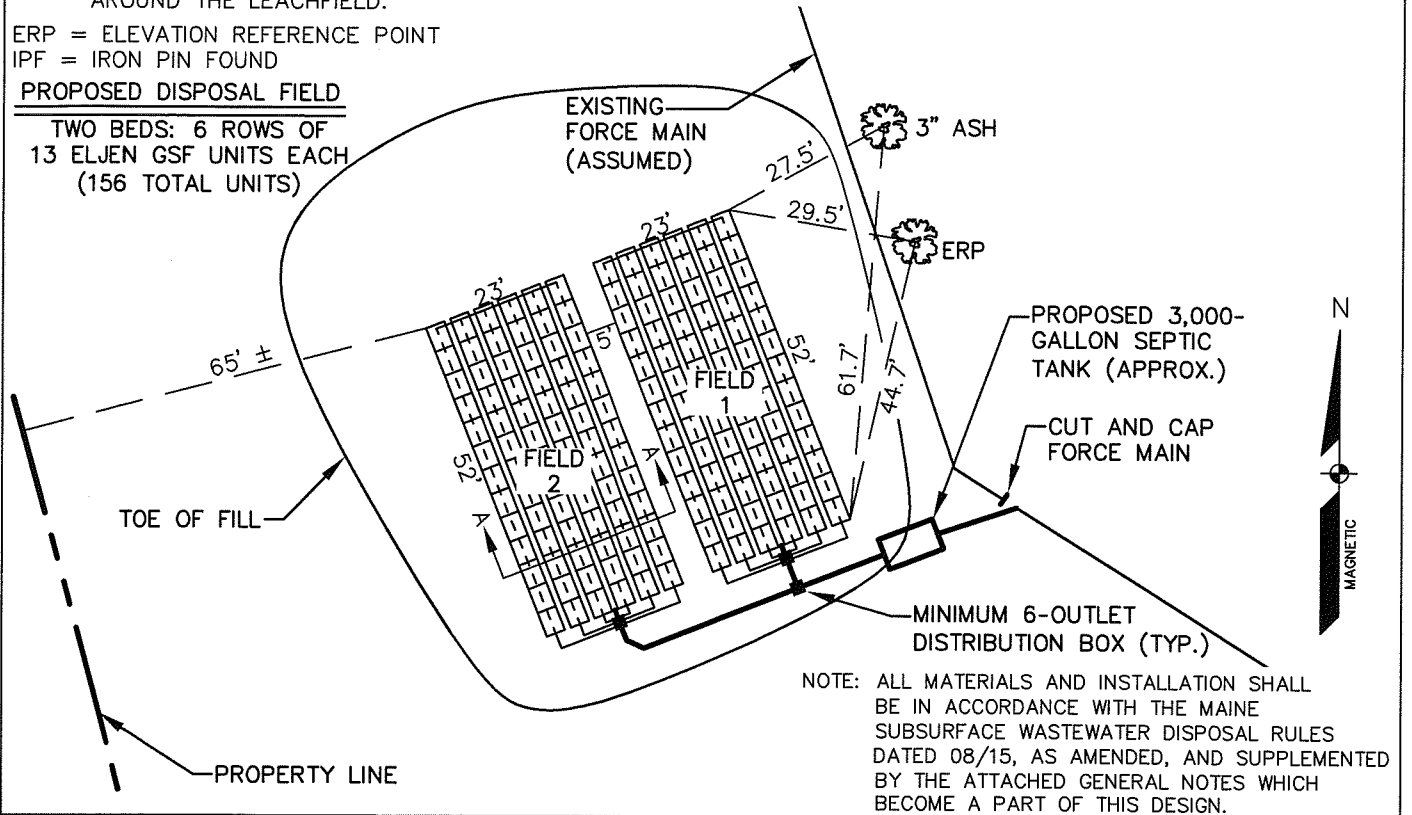 AROUND THE LEACHFIELD.
ERP = ELEVATION REFERENCE POINT
IPF = IRON PIN FOUND
PROPOSED DISPOSAL FIELD
TWO BEDS: 6 ROWS OF
13 ELJEN GSF UNITS EACH
(156 TOTAL UNITS)
EXISTING
FORCE MAIN
(ASSUMED)
3" ASH
27.5'
29.5'
ERP
23'
23'
65' ±
5'
52'
61.7'
44.7'
FIELD
1
FIELD
2
52'
A
A
TOE OF FILL
PROPOSED 3,000-
GALLON SEPTIC
TANK (APPROX.)
CUT AND CAP
FORCE MAIN
N
MAGNETIC
MINIMUM 6-OUTLET
DISTRIBUTION BOX (TYP.)
PROPERTY LINE
NOTE: ALL MATERIALS AND INSTALLATION SHALL
BE IN ACCORDANCE WITH THE MAINE
SUBSURFACE WASTEWATER DISPOSAL RULES
DATED 08/15, AS AMENDED, AND SUPPLEMENTED
BY THE ATTACHED GENERAL NOTES WHICH
BECOME A PART OF THIS DESIGN.